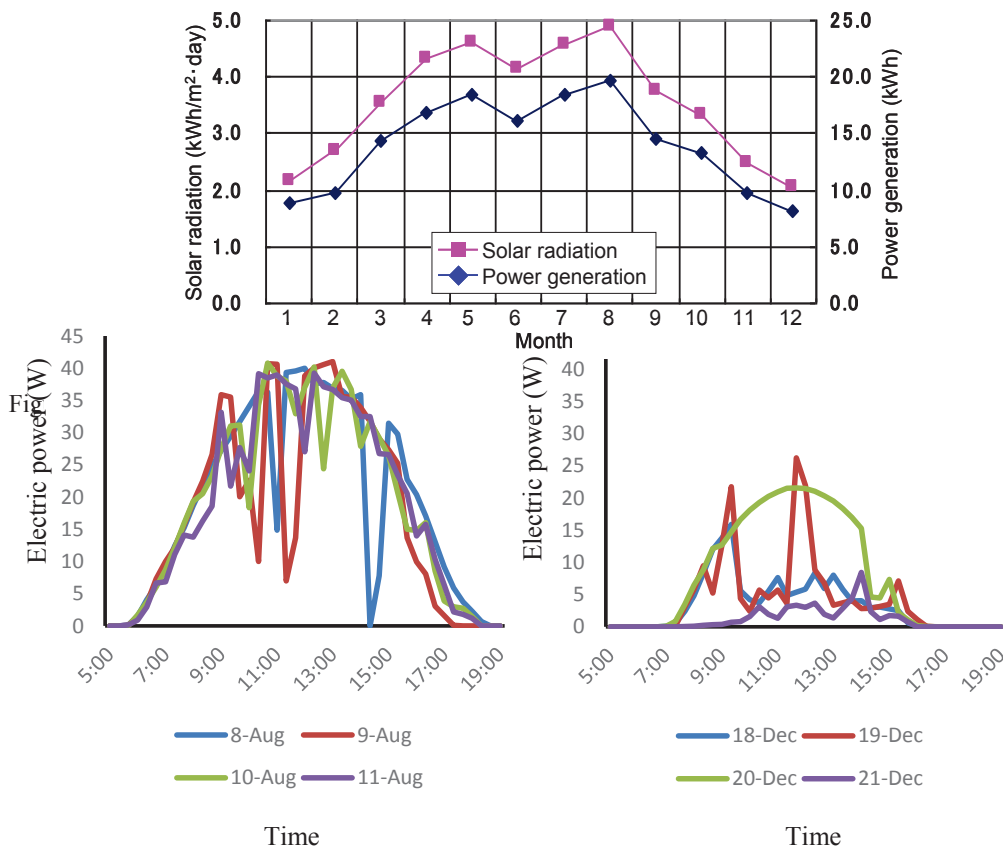 5.0
4.0
3.0
2.0
1.0
0.0
Solar radiation (kWh/m²·day)
25.0
20.0
15.0
10.0
5.0
0.0
Power generation (kWh)
Solar radiation
Power generation
1 2 3 4 5 6 7 8 9 10 11 12
Month
Fig
45
40
35
30
25
20
15
10
5
0
Electric power (W)
5:00 7:00 9:00 11:00 13:00 15:00 17:00 19:00
8-Aug 9-Aug
10-Aug 11-Aug
Time
40
30
20
10
0
Electric power (W)
5:00 7:00 9:00 11:00 13:00 15:00 17:00 19:00
18-Dec 19-Dec
20-Dec 21-Dec
Time